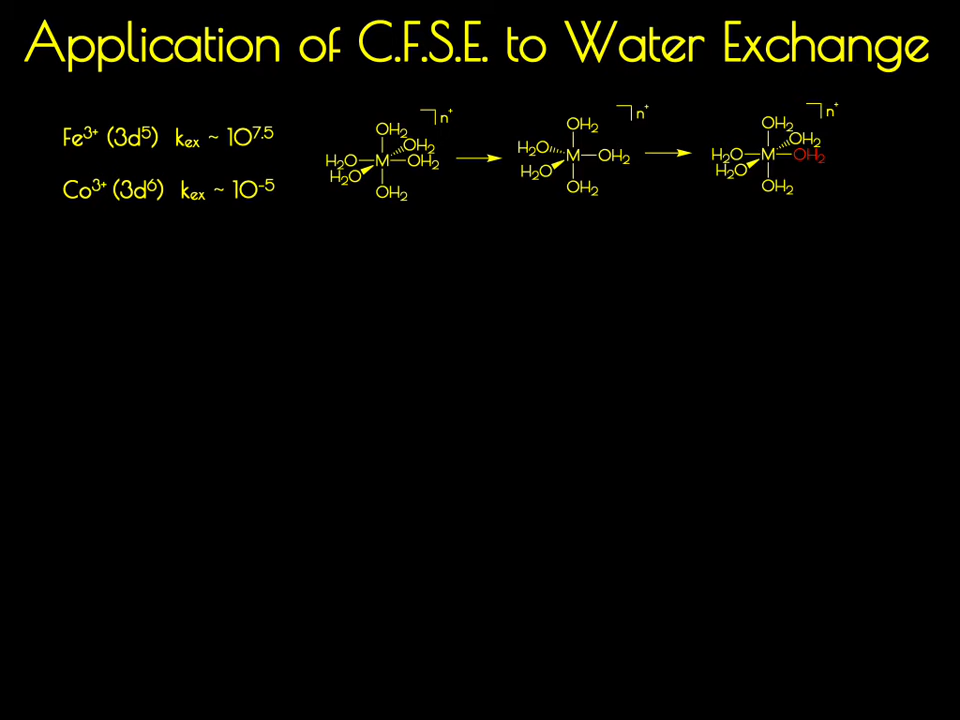 Application of C.F.S.E. to Water Exchange
Fe³⁺ (3d⁵) kₑₓ ~ 10⁷·⁵
Co³⁺ (3d⁶) kₑₓ ~ 10⁻⁵
OH₂ ⁿ⁺
OH₂
H₂O M OH₂
H₂O
OH₂
OH₂ ⁿ⁺
H₂O M OH₂
H₂O
OH₂
OH₂ ⁿ⁺
OH₂
H₂O M OH₂
H₂O
OH₂